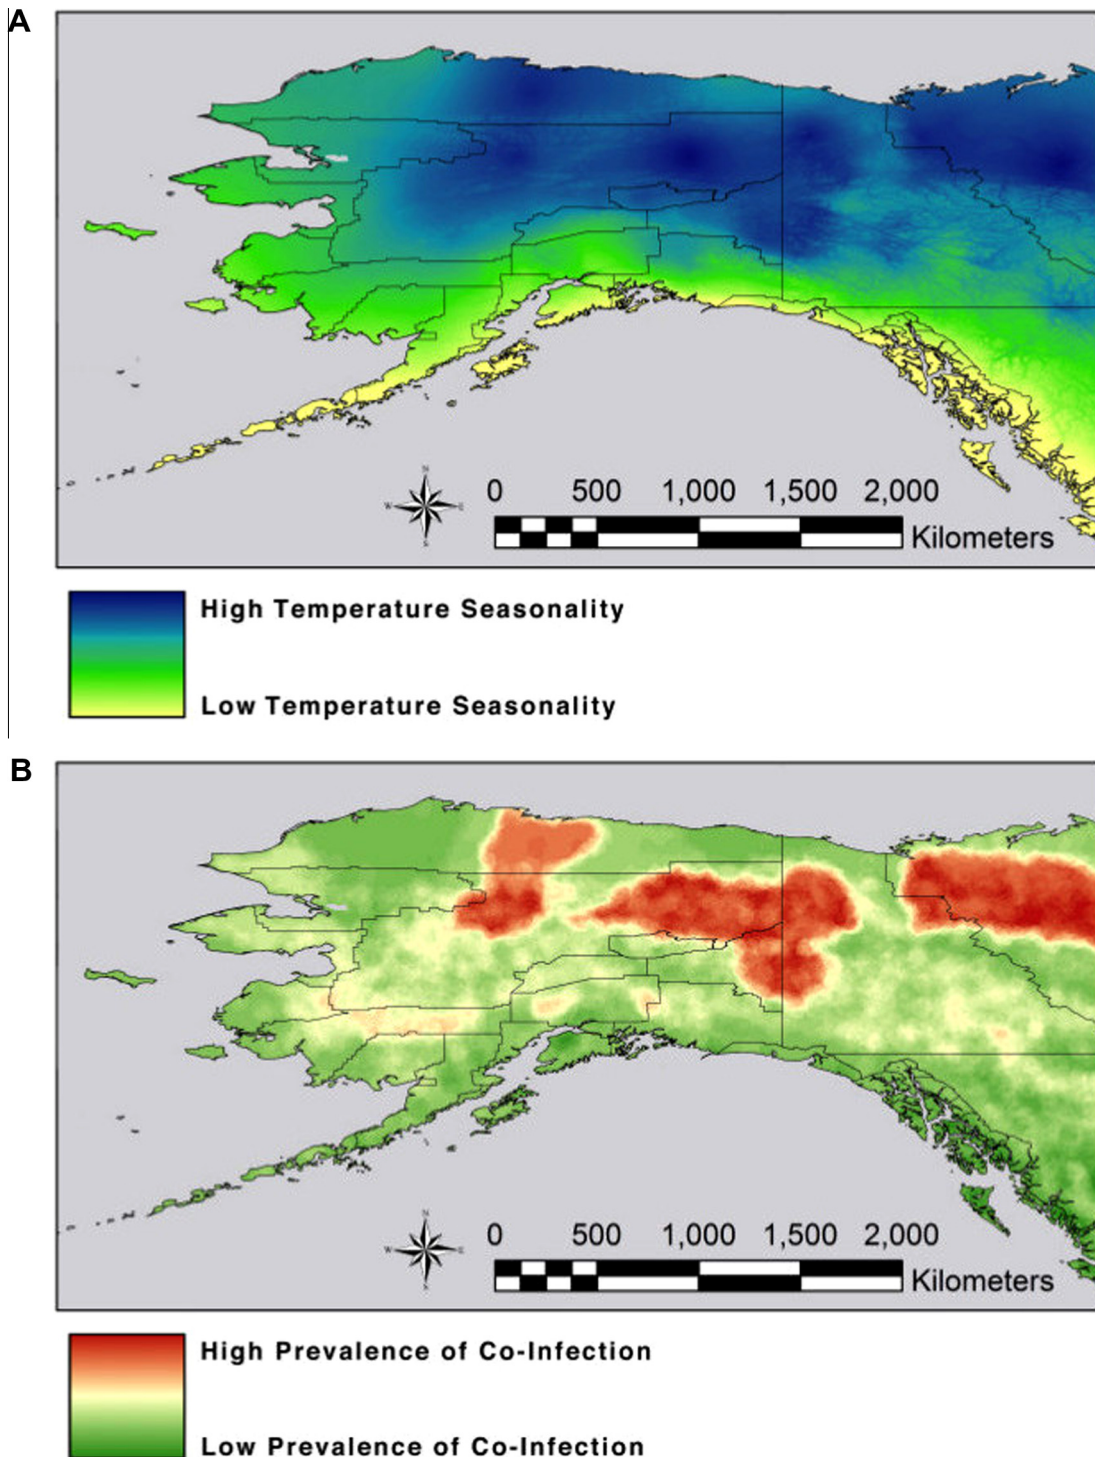 A
N
W E
S
0 500 1,000 1,500 2,000
Kilometers
High Temperature Seasonality
Low Temperature Seasonality
B
N
W E
S
0 500 1,000 1,500 2,000
Kilometers
High Prevalence of Co-Infection
Low Prevalence of Co-Infection